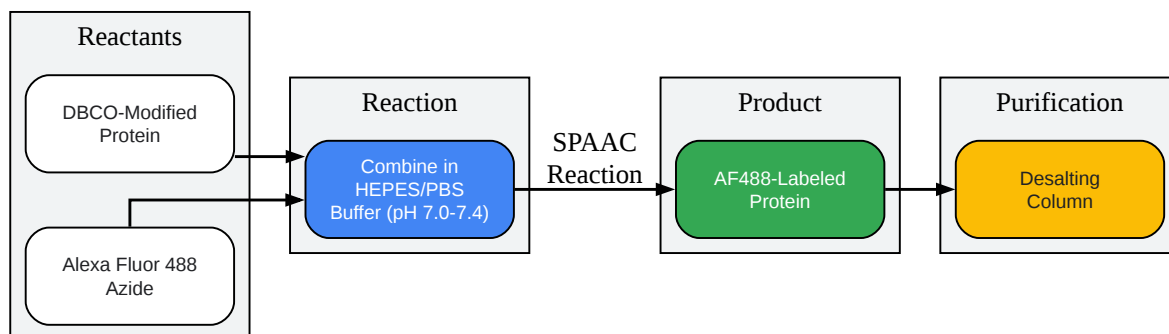 Reactants
DBCO-Modified
Protein
Alexa Fluor 488
Azide
Reaction
Combine in
HEPES/PBS
Buffer (pH 7.0-7.4)
SPAAC
Reaction
Product
AF488-Labeled
Protein
Purification
Desalting
Column